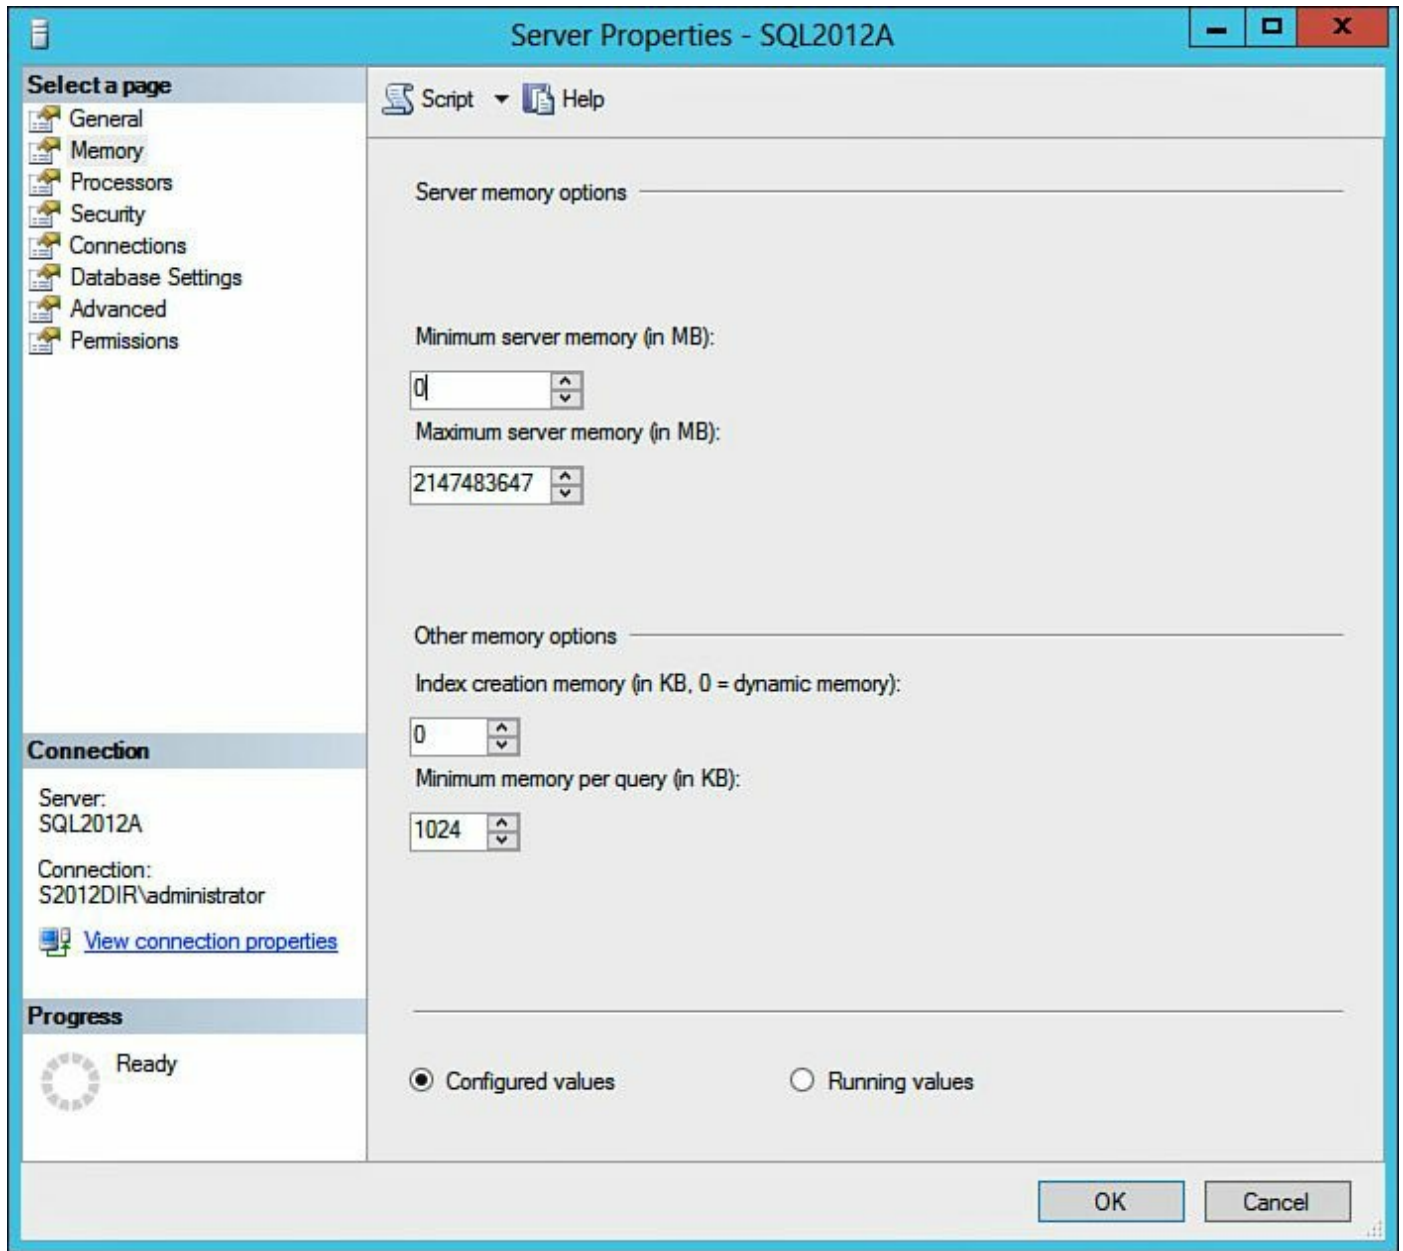 Server Properties - SQL2012A
Select a page
General
Memory
Processors
Security
Connections
Database Settings
Advanced
Permissions
Script
Help
Server memory options
Minimum server memory (in MB):
0
Maximum server memory (in MB):
2147483647
Other memory options
Index creation memory (in KB, 0 = dynamic memory):
0
Minimum memory per query (in KB):
1024
Configured values
Running values
Connection
Server:
SQL2012A
Connection:
S2012DIR\administrator
View connection properties
Progress
Ready
OK
Cancel